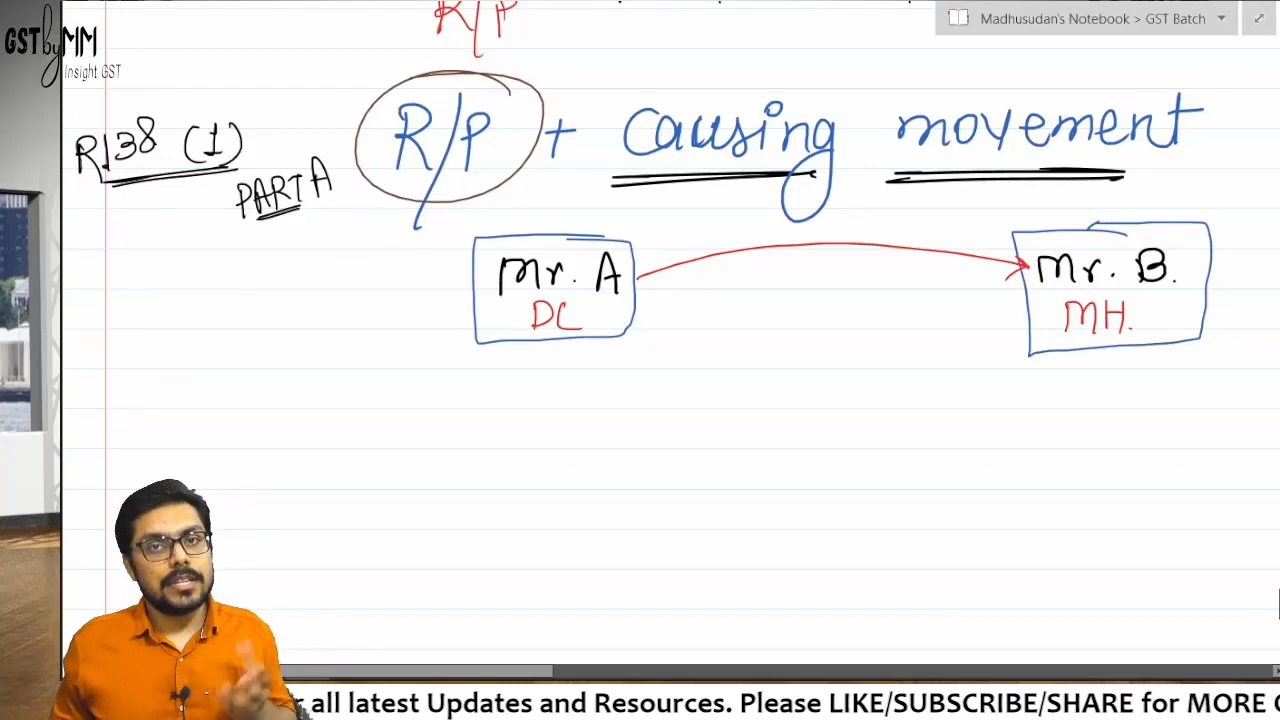 GST by MM
Insight GST
Madhusudan's Notebook > GST Batch
R/P
R138 (1)
PART A
R/P + causing movement
Mr. A
DL
Mr. B.
MH.
r all latest Updates and Resources. Please LIKE/SUBSCRIBE/SHARE for MORE